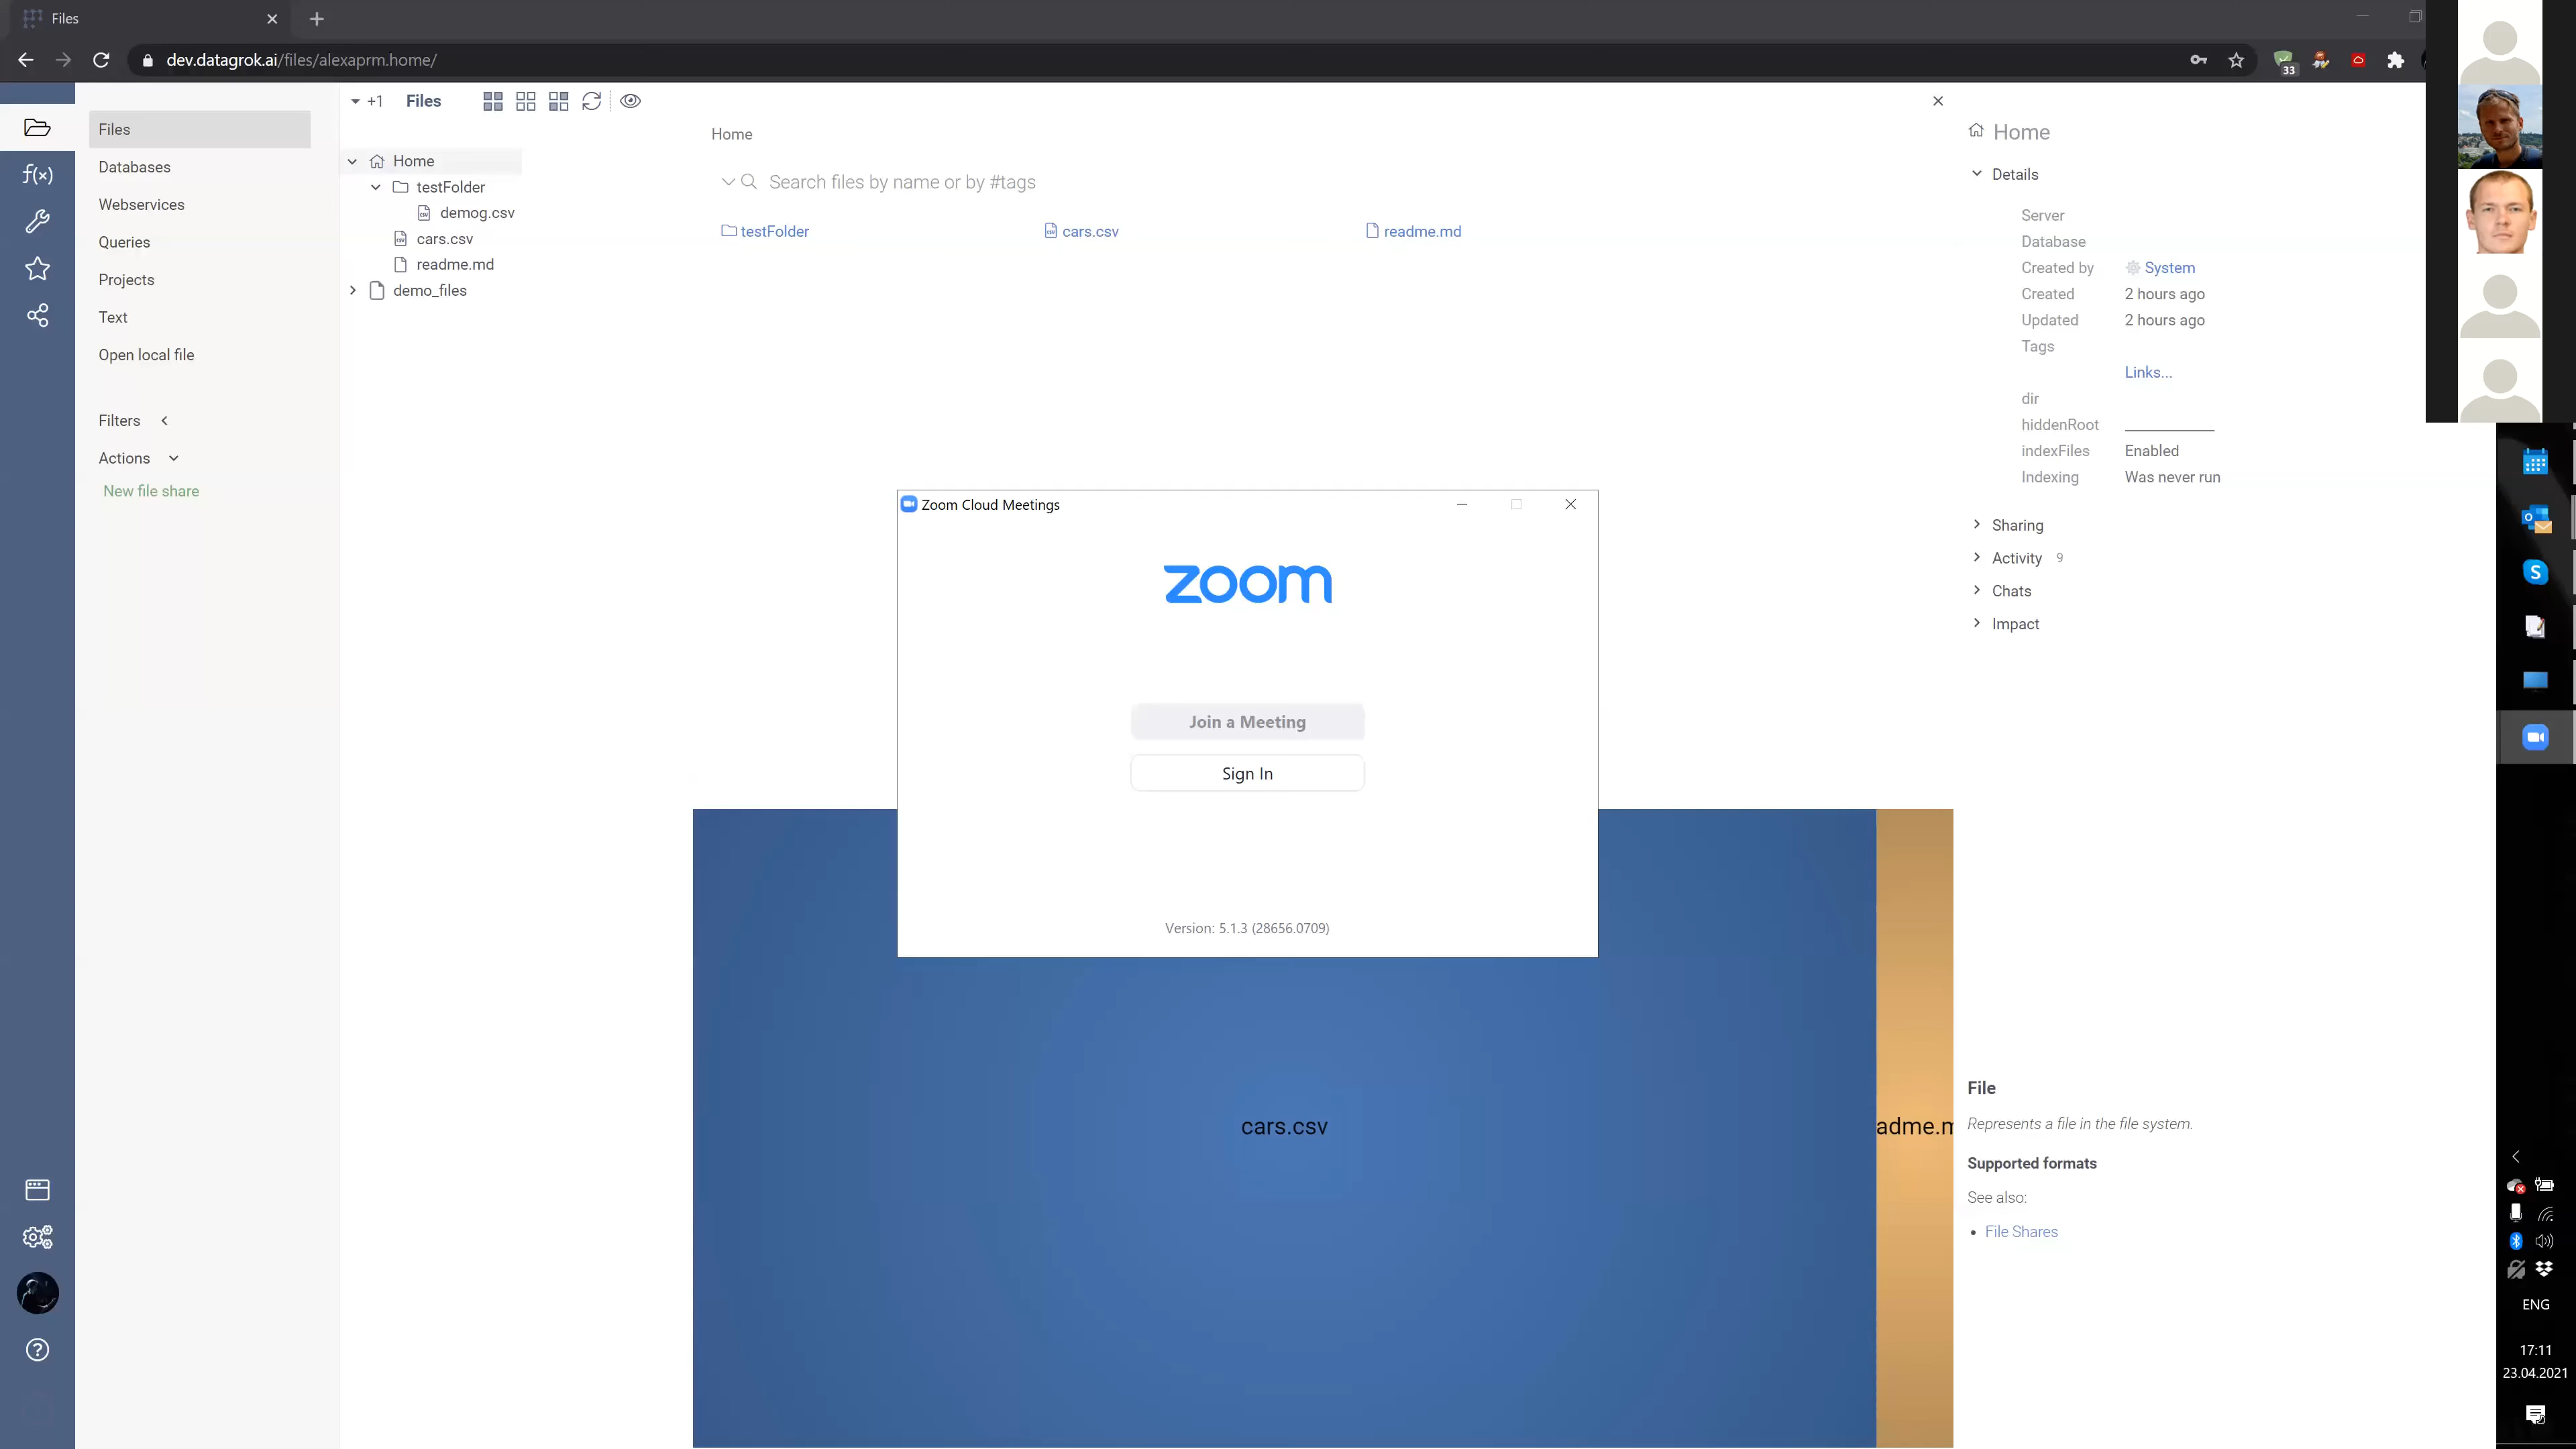 Files
dev.datagrok.ai/files/alexaprm.home/
33
Files
Databases
Webservices
Queries
Projects
Text
Open local file
Filters
Actions
New file share
+1 Files
Home
testFolder
demog.csv
cars.csv
readme.md
demo_files
Home
Search files by name or by #tags
testFolder cars.csv readme.md
Home
Details
Server
Database
Created by System
Created 2 hours ago
Updated 2 hours ago
Tags
Links...
dir
hiddenRoot
indexFiles Enabled
Indexing Was never run
Sharing
Activity 9
Chats
Impact
Zoom Cloud Meetings
zoom
Join a Meeting
Sign In
Version: 5.1.3 (28656.0709)
cars.csv
adme.m
File
Represents a file in the file system.
Supported formats
See also:
File Shares
ENG
17:11
23.04.2021